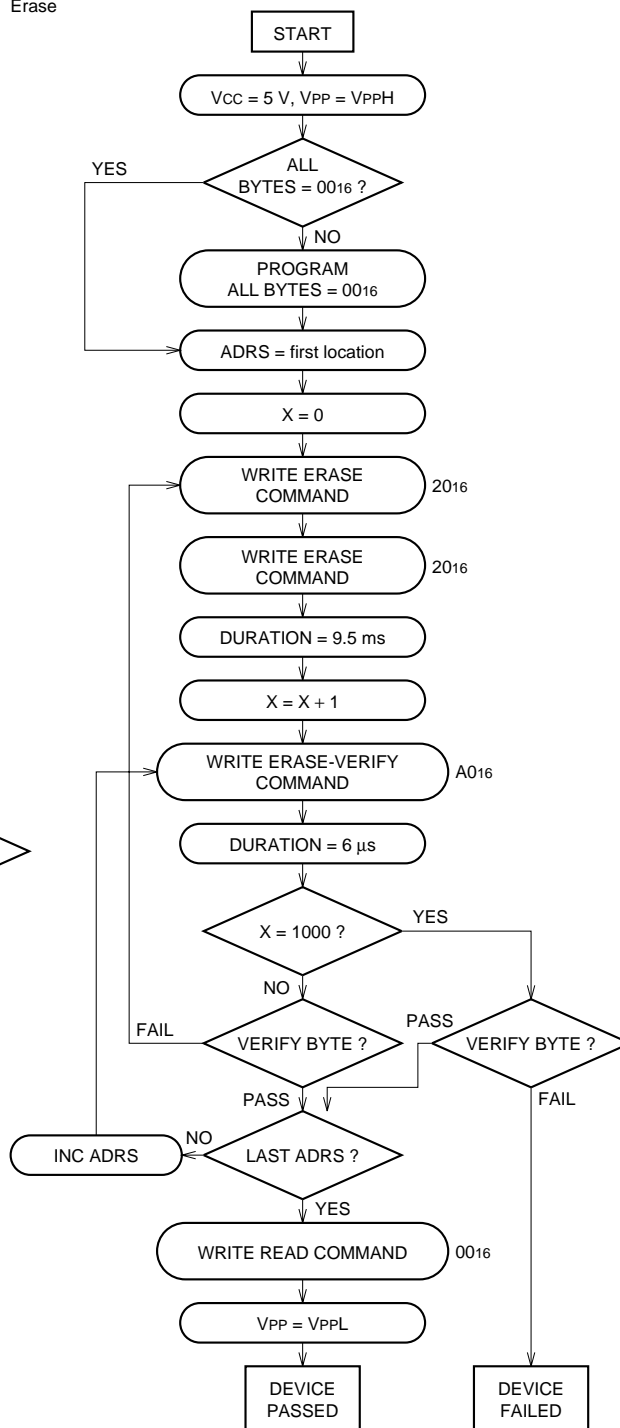 Erase
START
VCC = 5 V, VPP = VPPH
YES
ALL
BYTES = 0016 ?
NO
PROGRAM
ALL BYTES = 0016
ADRS = first location
X = 0
WRITE ERASE
COMMAND
2016
WRITE ERASE
COMMAND
2016
DURATION = 9.5 ms
X = X + 1
WRITE ERASE-VERIFY
COMMAND
A016
DURATION = 6 µs
X = 1000 ?
YES
NO
FAIL
VERIFY BYTE ?
PASS
VERIFY BYTE ?
PASS
FAIL
INC ADRS
NO
LAST ADRS ?
YES
WRITE READ COMMAND
0016
VPP = VPPL
DEVICE
PASSED
DEVICE
FAILED